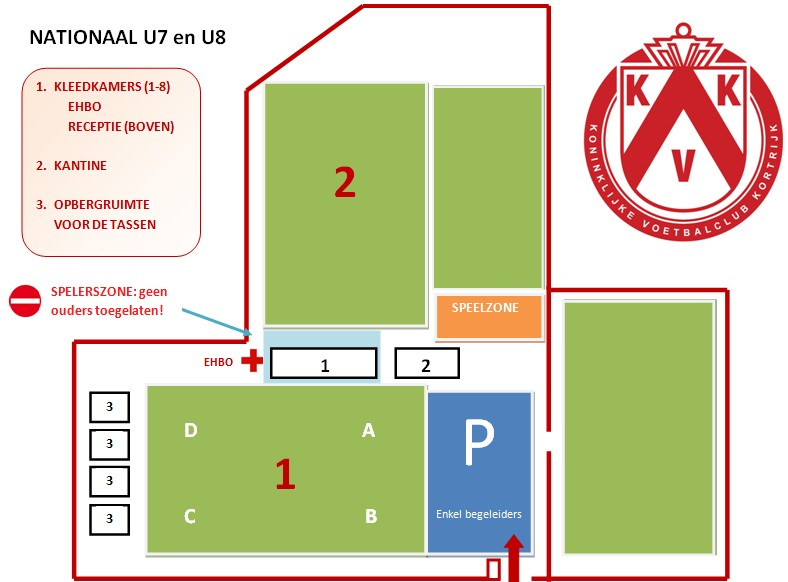 NATIONAAL U7 en U8
1. KLEEDKAMERS (1-8)
EHBO
RECEPTIE (BOVEN)
2. KANTINE
3. OPBERGRUIMTE
VOOR DE TASSEN
SPELERSZONE: geen
ouders toegelaten!
2
SPEELZONE
EHBO
1
2
3
3
3
3
D
A
1
C
B
P
Enkel begeleiders
K K
V
KONINKLIJKE VOETBALCLUB KORTRIJK